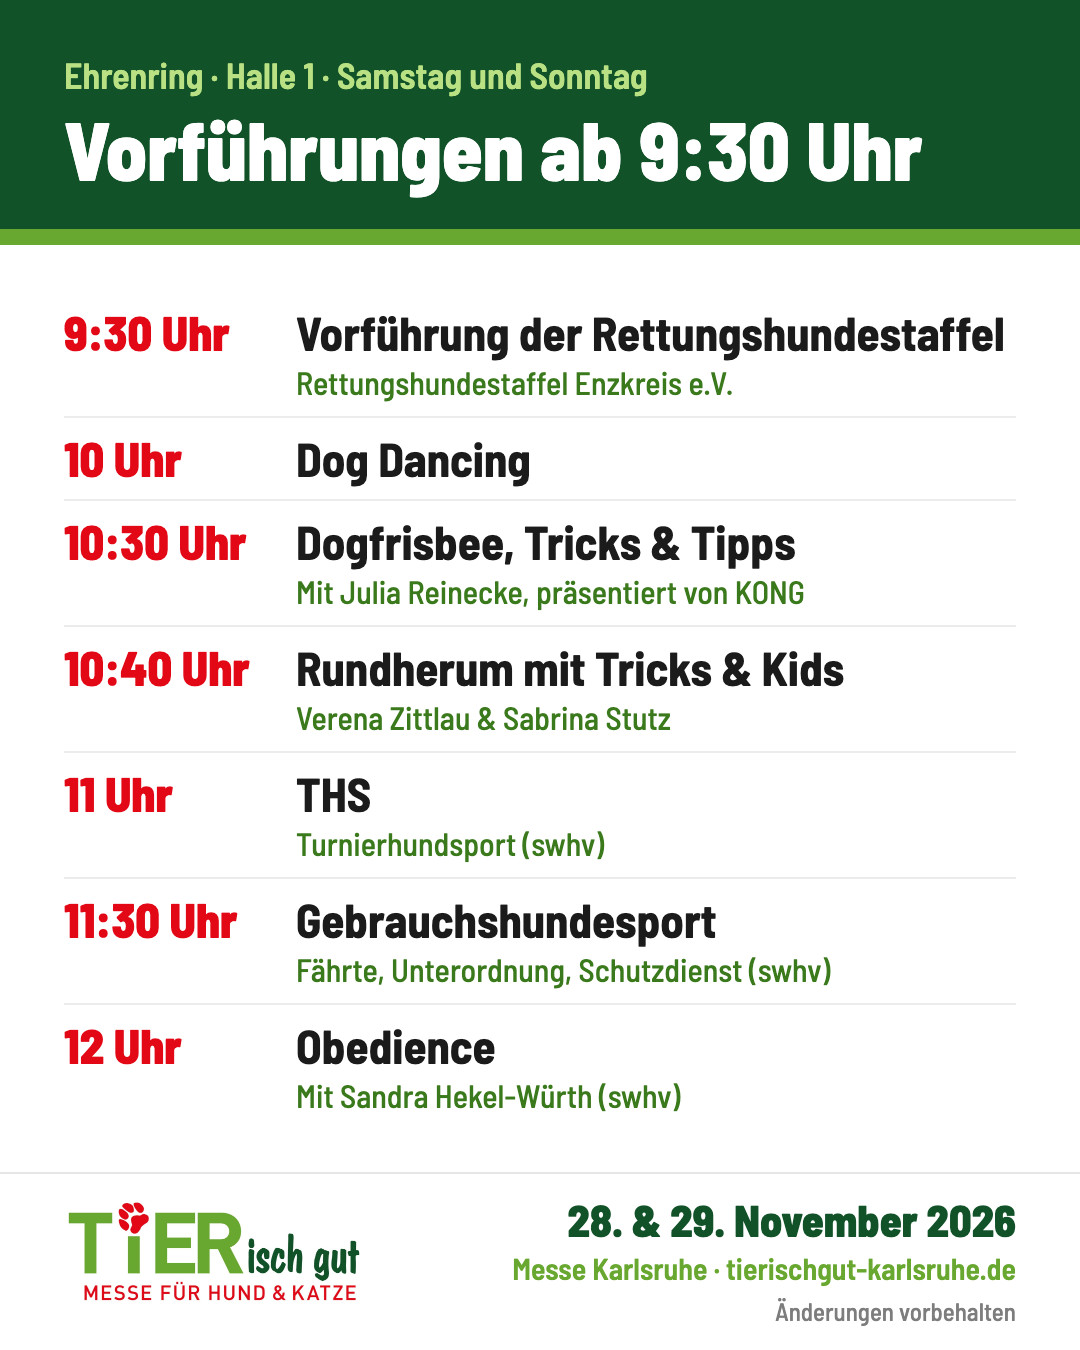 Ehrenring · Halle 1 · Samstag und Sonntag
Vorführungen ab 9:30 Uhr
9:30 Uhr Vorführung der Rettungshundestaffel
Rettungshundestaffel Enzkreis e.V.
10 Uhr Dog Dancing
10:30 Uhr Dogfrisbee, Tricks & Tipps
Mit Julia Reinecke, präsentiert von KONG
10:40 Uhr Rundherum mit Tricks & Kids
Verena Zittlau & Sabrina Stutz
11 Uhr THS
Turnierhundsport (swhv)
11:30 Uhr Gebrauchshundesport
Fährte, Unterordnung, Schutzdienst (swhv)
12 Uhr Obedience
Mit Sandra Hekel-Würth (swhv)
TiERisch gut
MESSE FÜR HUND & KATZE
28. & 29. November 2026
Messe Karlsruhe · tierischgut-karlsruhe.de
Änderungen vorbehalten